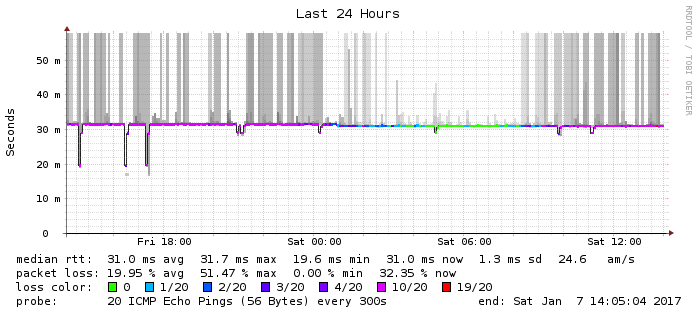 Last 24 Hours
RRDTOOL / TOBI OETIKER
Seconds
50 m
40 m
30 m
20 m
10 m
0
Fri 18:00 Sat 00:00 Sat 06:00 Sat 12:00
median rtt: 31.0 ms avg 31.7 ms max 19.6 ms min 31.0 ms now 1.3 ms sd 24.6 am/s
packet loss: 19.95 % avg 51.47 % max 0.00 % min 32.35 % now
loss color: 0 1/20 2/20 3/20 4/20 10/20 19/20
probe: 20 ICMP Echo Pings (56 Bytes) every 300s end: Sat Jan 7 14:05:04 2017